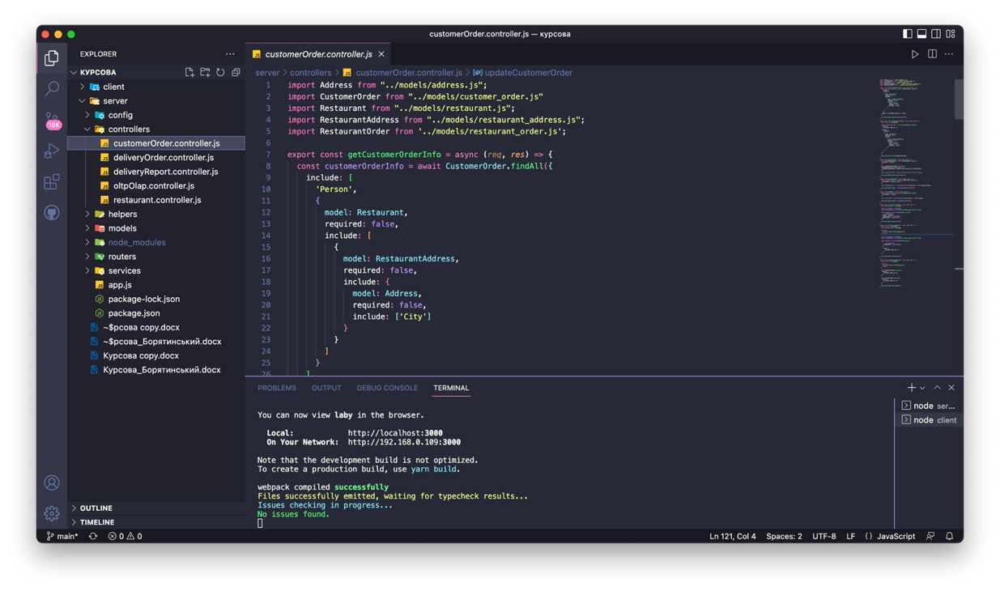 customerOrder.controller.js — курсова
EXPLORER
КУРСОВА
client
server
config
controllers
customerOrder.controller.js
deliveryOrder.controller.js
deliveryReport.controller.js
oltpOlap.controller.js
restaurant.controller.js
helpers
models
node_modules
routers
services
app.js
package-lock.json
package.json
~$рсова copy.docx
~$рсова_Борятинський.docx
Курсова copy.docx
Курсова_Борятинський.docx
OUTLINE
TIMELINE
10K
customerOrder.controller.js
server > controllers > customerOrder.controller.js > updateCustomerOrder
1 import Address from "../models/address.js";
2 import CustomerOrder from "../models/customer_order.js"
3 import Restaurant from "../models/restaurant.js";
4 import RestaurantAddress from "../models/restaurant_address.js";
5 import RestaurantOrder from '../models/restaurant_order.js';
6
7 export const getCustomerOrderInfo = async (req, res) => {
8 const customerOrderInfo = await CustomerOrder.findAll({
9 include: [
10 'Person',
11 {
12 model: Restaurant,
13 required: false,
14 include: [
15 {
16 model: RestaurantAddress,
17 required: false,
18 include: {
19 model: Address,
20 required: false,
21 include: ['City']
22 }
23 }
24 ]
25 }
26 ],
PROBLEMS OUTPUT DEBUG CONSOLE TERMINAL
You can now view laby in the browser.
Local: http://localhost:3000
On Your Network: http://192.168.0.109:3000
Note that the development build is not optimized.
To create a production build, use yarn build.
webpack compiled successfully
Files successfully emitted, waiting for typecheck results...
Issues checking in progress...
No issues found.
node ser...
node client
main* 0 0 Ln 121, Col 4 Spaces: 2 UTF-8 LF {} JavaScript